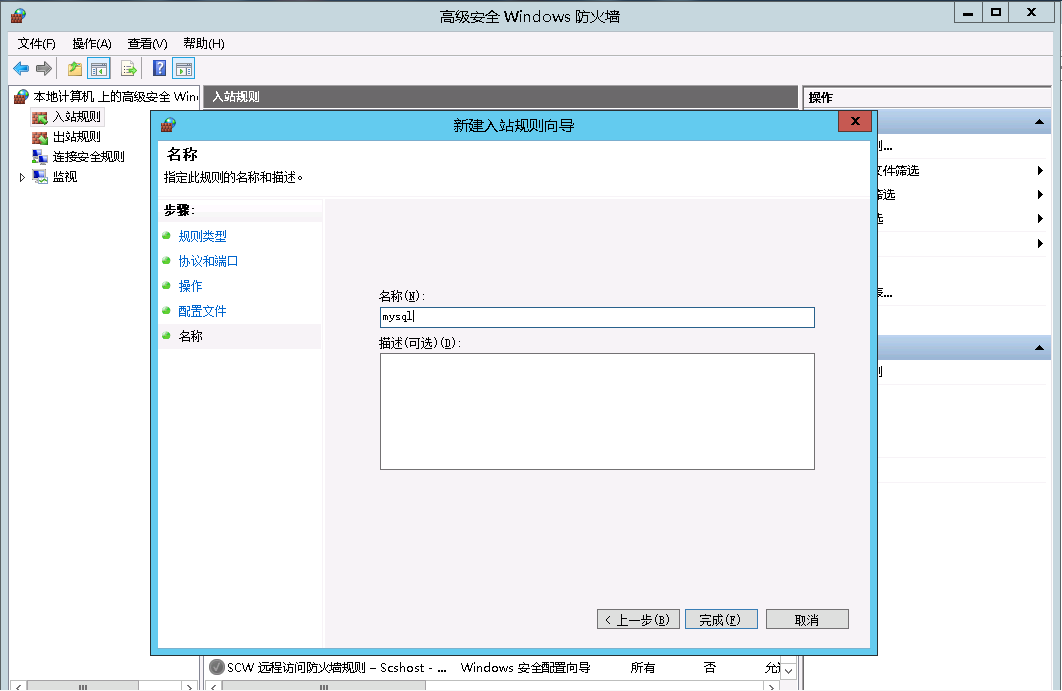 高级安全 Windows 防火墙
文件(F) 操作(A) 查看(V) 帮助(H)
本地计算机 上的高级安全 Win
入站规则
出站规则
连接安全规则
监视
入站规则
操作
新建入站规则向导
名称
指定此规则的名称和描述。
步骤:
规则类型
协议和端口
操作
配置文件
名称
名称(N):
mysql
描述(可选)(D):
< 上一步(B) 完成(F) 取消
...
文件筛选
筛选
选
...
SCW 远程访问防火墙规则 - Scshost - ... Windows 安全配置向导 所有 否 允